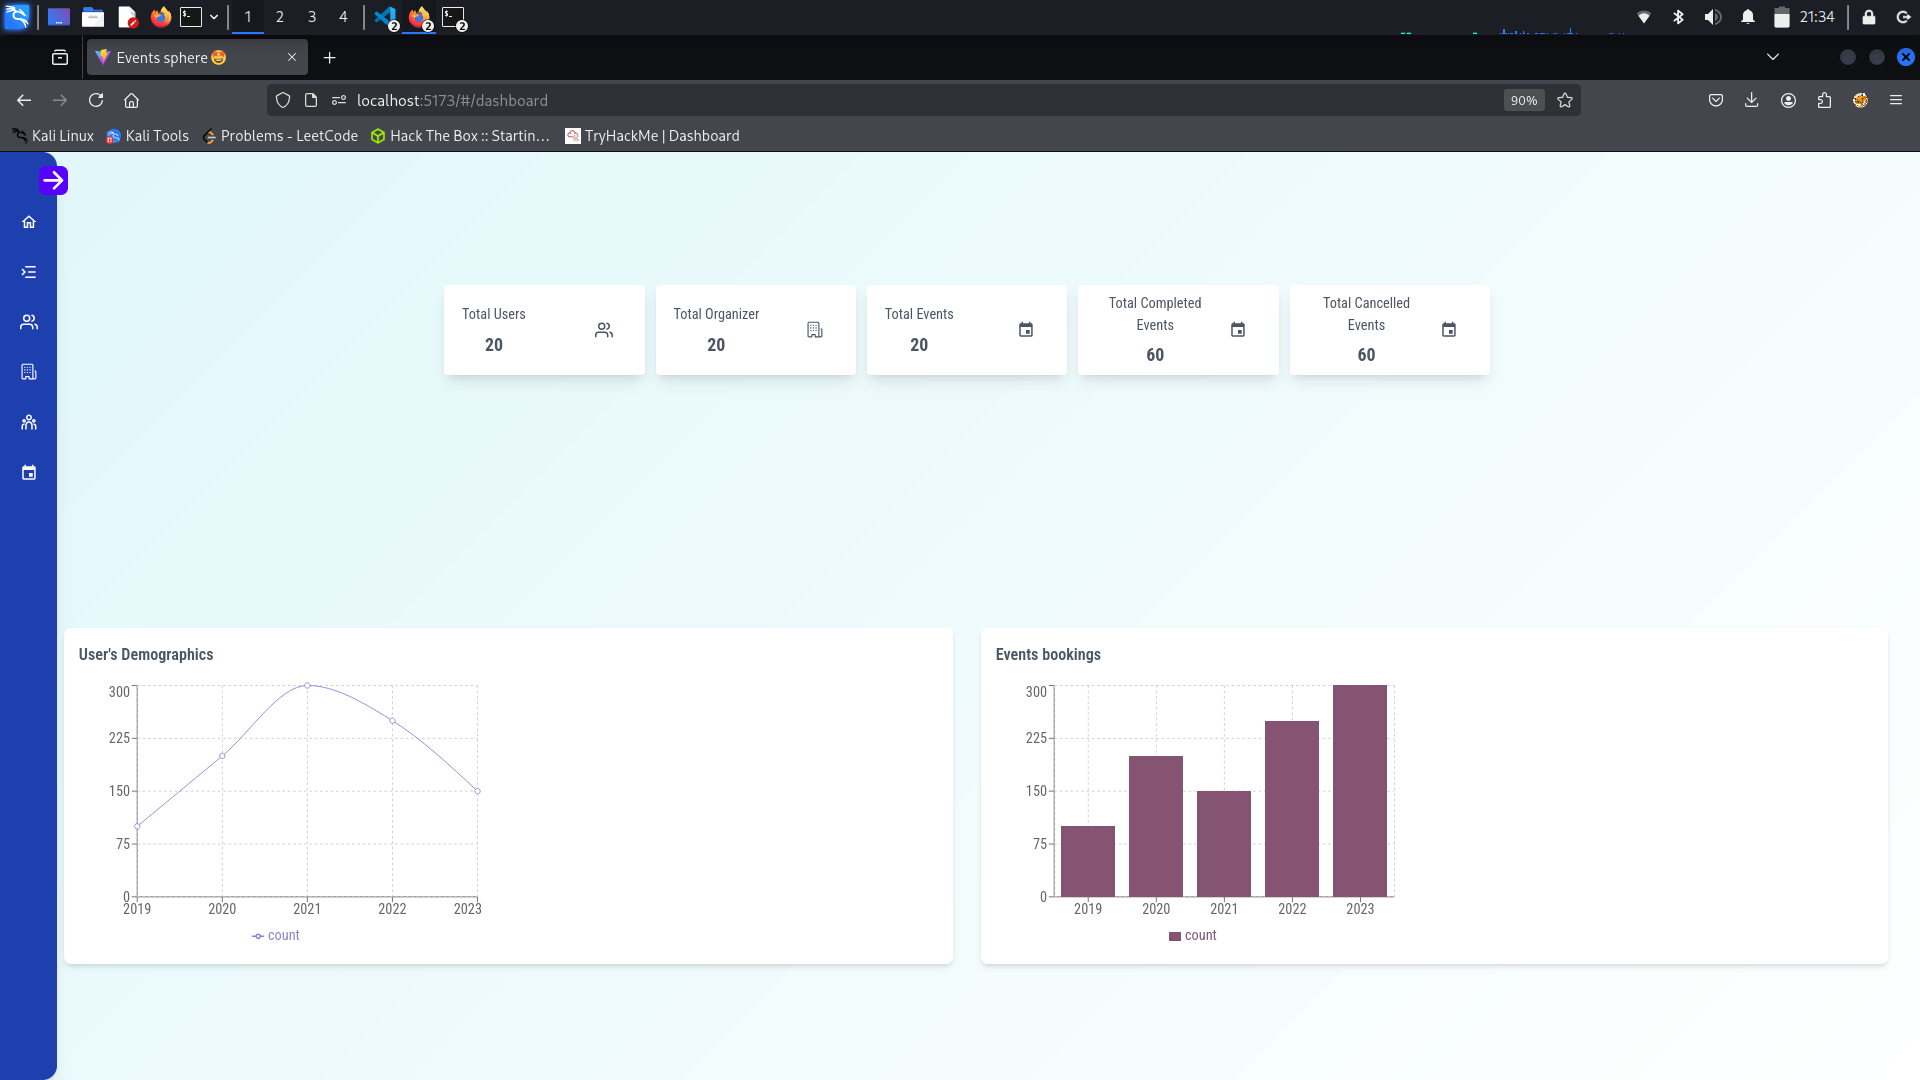 1 2 3 4 2 2 2 21:34
Events sphere 🤩
localhost:5173/#/dashboard 90%
Kali Linux Kali Tools Problems - LeetCode Hack The Box :: Startin… TryHackMe | Dashboard
Total Users
20
Total Organizer
20
Total Events
20
Total Completed
Events
60
Total Cancelled
Events
60
User's Demographics
300
225
150
75
0
2019 2020 2021 2022 2023
count
Events bookings
300
225
150
75
0
2019 2020 2021 2022 2023
count